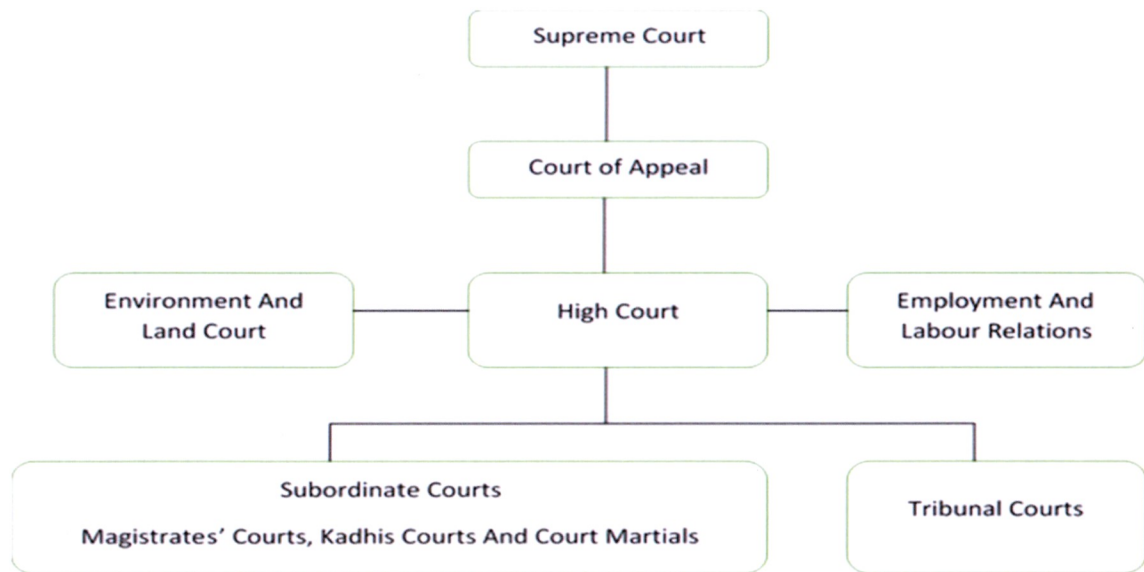 Supreme Court
Court of Appeal
Environment And
Land Court
High Court
Employment And
Labour Relations
Subordinate Courts
Magistrates’ Courts, Kadhis Courts And Court Martials
Tribunal Courts